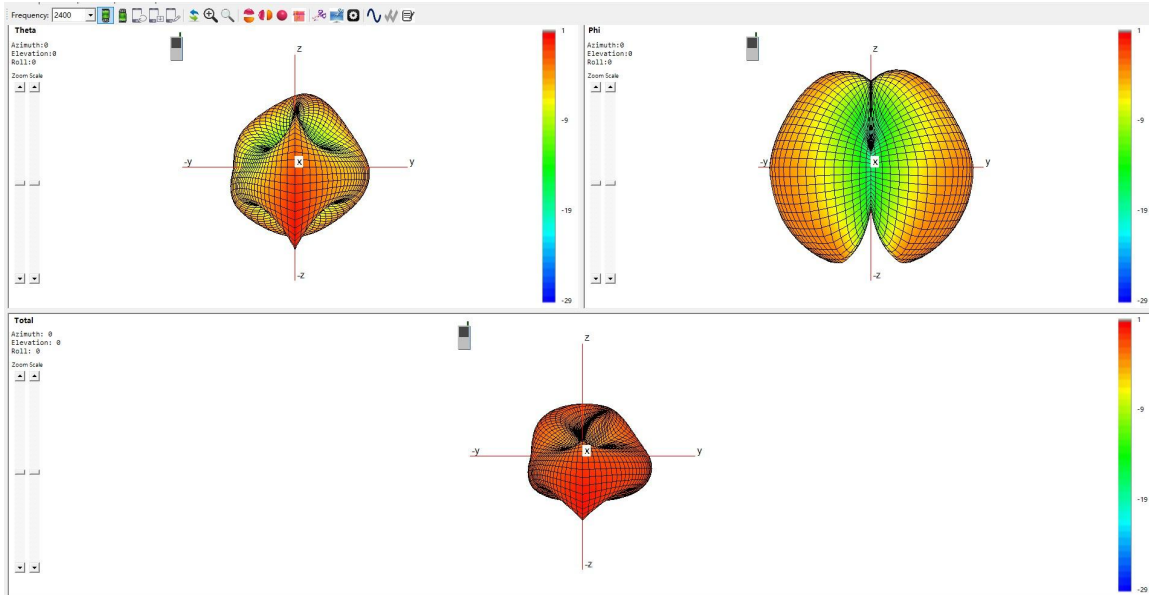 Frequency: 2400
Theta
Azimuth:0
Elevation:0
Roll:0
Zoom Scale
z
-y
x
y
-z
1
-9
-19
-29
Phi
Azimuth:0
Elevation:0
Roll:0
Zoom Scale
z
-y
x
y
-z
1
-9
-19
-29
Total
Azimuth: 0
Elevation: 0
Roll: 0
Zoom Scale
z
-y
x
y
-z
1
-9
-19
-29